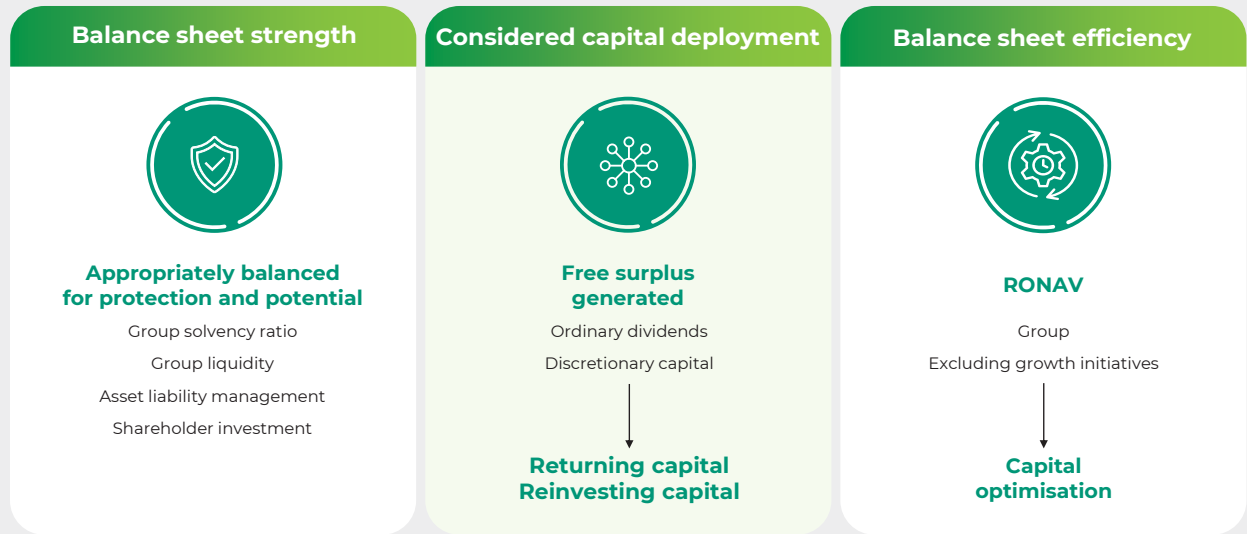 Balance sheet strength
Appropriately balanced
for protection and potential
Group solvency ratio
Group liquidity
Asset liability management
Shareholder investment
Considered capital deployment
Free surplus
generated
Ordinary dividends
Discretionary capital
Returning capital
Reinvesting capital
Balance sheet efficiency
RONAV
Group
Excluding growth initiatives
Capital
optimisation